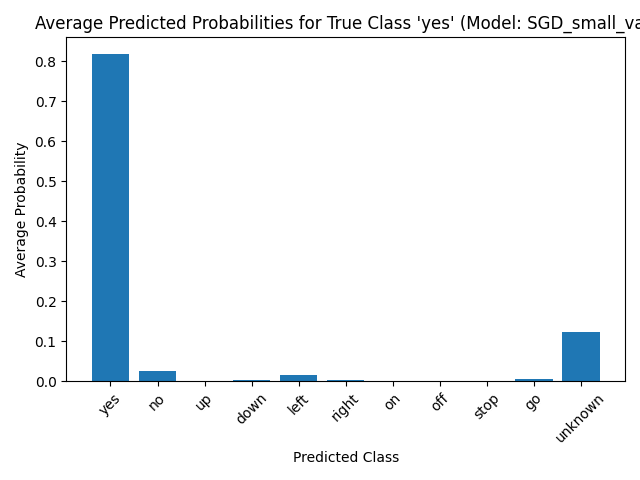 Average Predicted Probabilities for True Class 'yes' (Model: SGD_small_va
0.8
0.7
0.6
0.5
0.4
0.3
0.2
0.1
0.0
Average Probability
yes
no
up
down
left
right
on
off
stop
go
unknown
Predicted Class